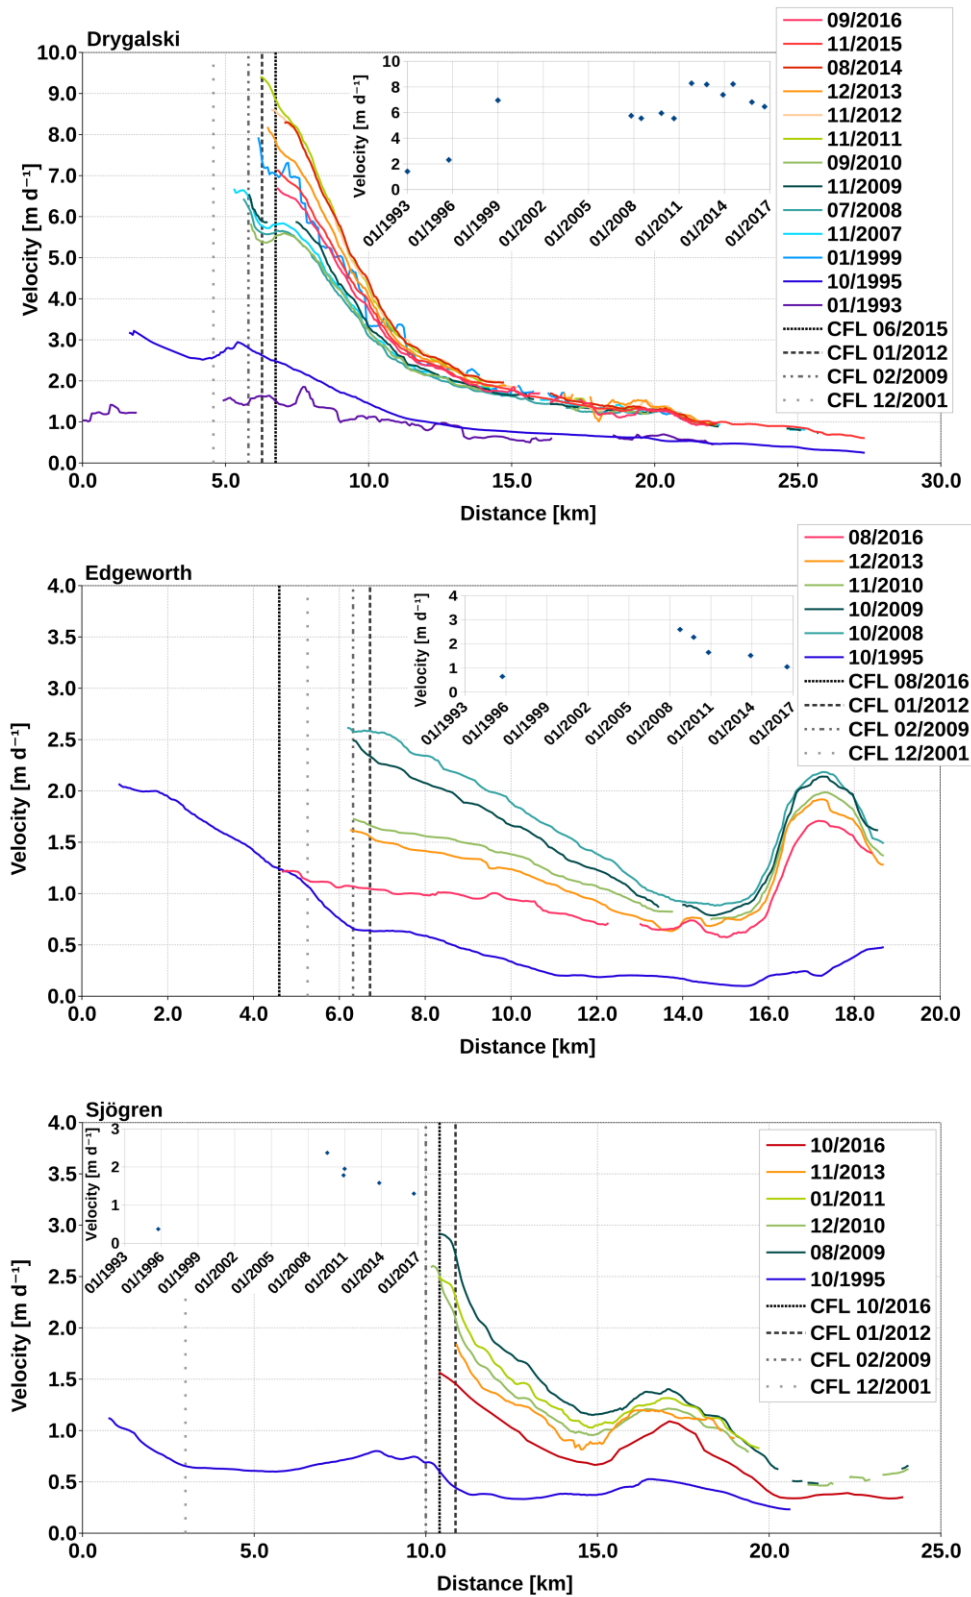 Drygalski
09/2016
11/2015
08/2014
12/2013
11/2012
11/2011
09/2010
11/2009
07/2008
11/2007
01/1999
10/1995
01/1993
CFL 06/2015
CFL 01/2012
CFL 02/2009
CFL 12/2001
Velocity [m d⁻¹]
10.0
9.0
8.0
7.0
6.0
5.0
4.0
3.0
2.0
1.0
0.0
0.0 5.0 10.0 15.0 20.0 25.0 30.0
Distance [km]
Velocity [m d⁻¹]
10
8
6
4
2
0
01/1993 01/1996 01/1999 01/2002 01/2005 01/2008 01/2011 01/2014 01/2017
Edgeworth
08/2016
12/2013
11/2010
10/2009
10/2008
10/1995
CFL 08/2016
CFL 01/2012
CFL 02/2009
CFL 12/2001
Velocity [m d⁻¹]
4.0
3.5
3.0
2.5
2.0
1.5
1.0
0.5
0.0
0.0 2.0 4.0 6.0 8.0 10.0 12.0 14.0 16.0 18.0 20.0
Distance [km]
Velocity [m d⁻¹]
4
3
2
1
0
01/1993 01/1996 01/1999 01/2002 01/2005 01/2008 01/2011 01/2014 01/2017
Sjögren
10/2016
11/2013
01/2011
12/2010
08/2009
10/1995
CFL 10/2016
CFL 01/2012
CFL 02/2009
CFL 12/2001
Velocity [m d⁻¹]
4.0
3.5
3.0
2.5
2.0
1.5
1.0
0.5
0.0
0.0 5.0 10.0 15.0 20.0 25.0
Distance [km]
Velocity [m d⁻¹]
3
2
1
0
01/1993 01/1996 01/1999 01/2002 01/2005 01/2008 01/2011 01/2014 01/2017